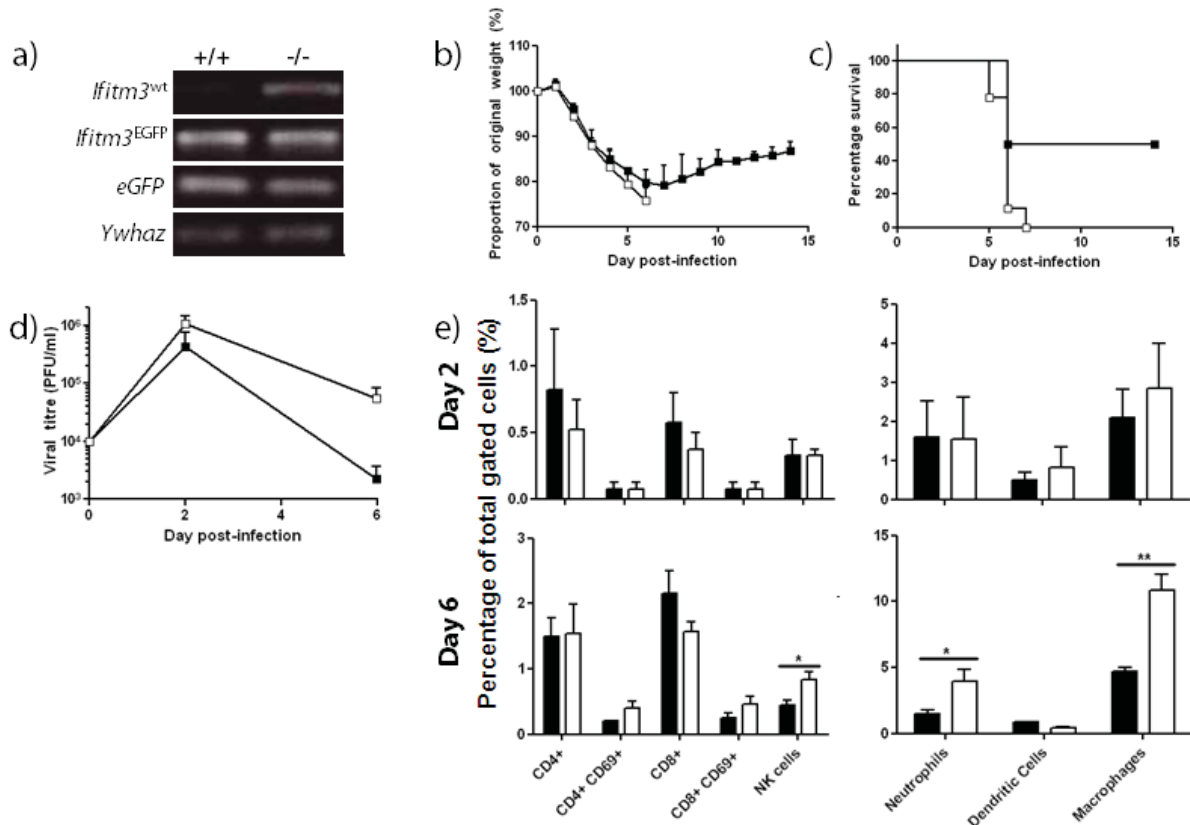 a)
+/+ -/-
Ifitm3wt
Ifitm3EGFP
eGFP
Ywhaz
b)
Proportion of original weight (%)
110
100
90
80
70
0 5 10 15
Day post-infection
c)
Percentage survival
100
50
0
0 5 10 15
Day post-infection
d)
Viral titre (PFU/ml)
10⁶
10⁵
10⁴
10³
0 2 4 6
Day post-infection
e)
Percentage of total gated cells (%)
Day 2
1.5
1.0
0.5
0.0
5
4
3
2
1
0
Day 6
3
2
1
0
*
CD4+
CD4+ CD69+
CD8+
CD8+ CD69+
NK cells
15
10
5
0
*
**
Neutrophils
Dendritic Cells
Macrophages